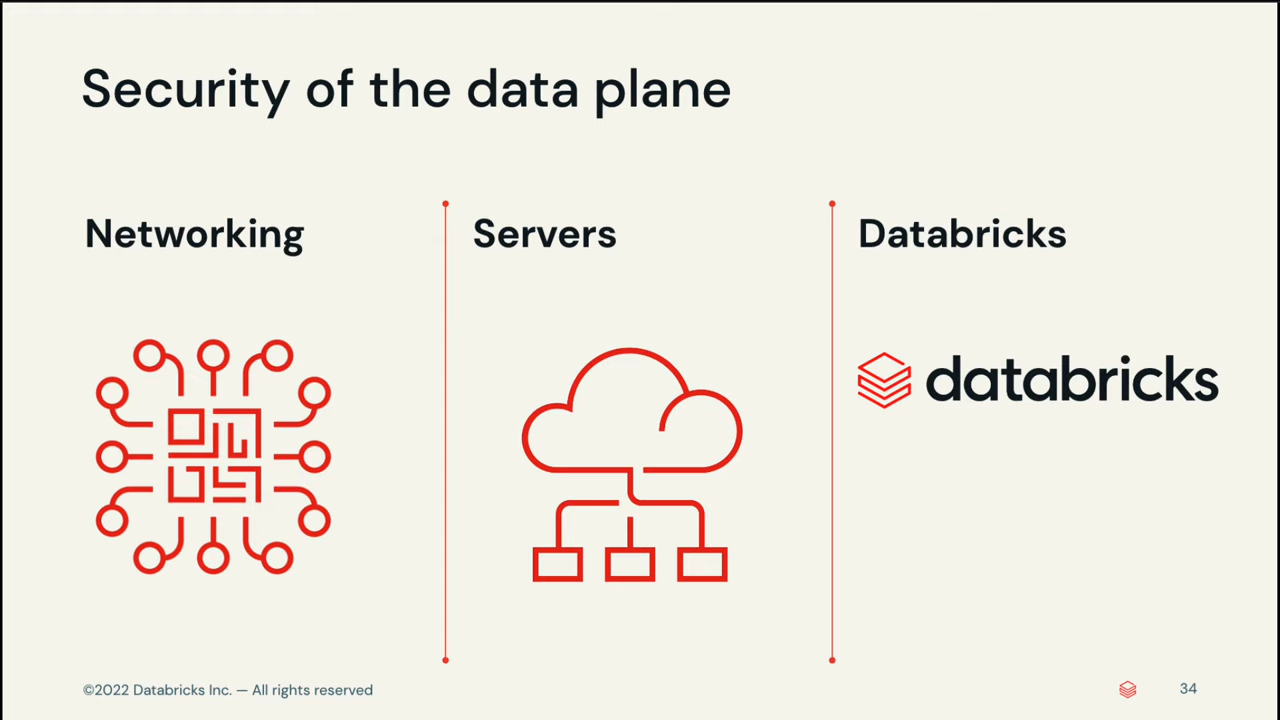 Security of the data plane
Networking
Servers
Databricks
databricks
©2022 Databricks Inc. — All rights reserved
34